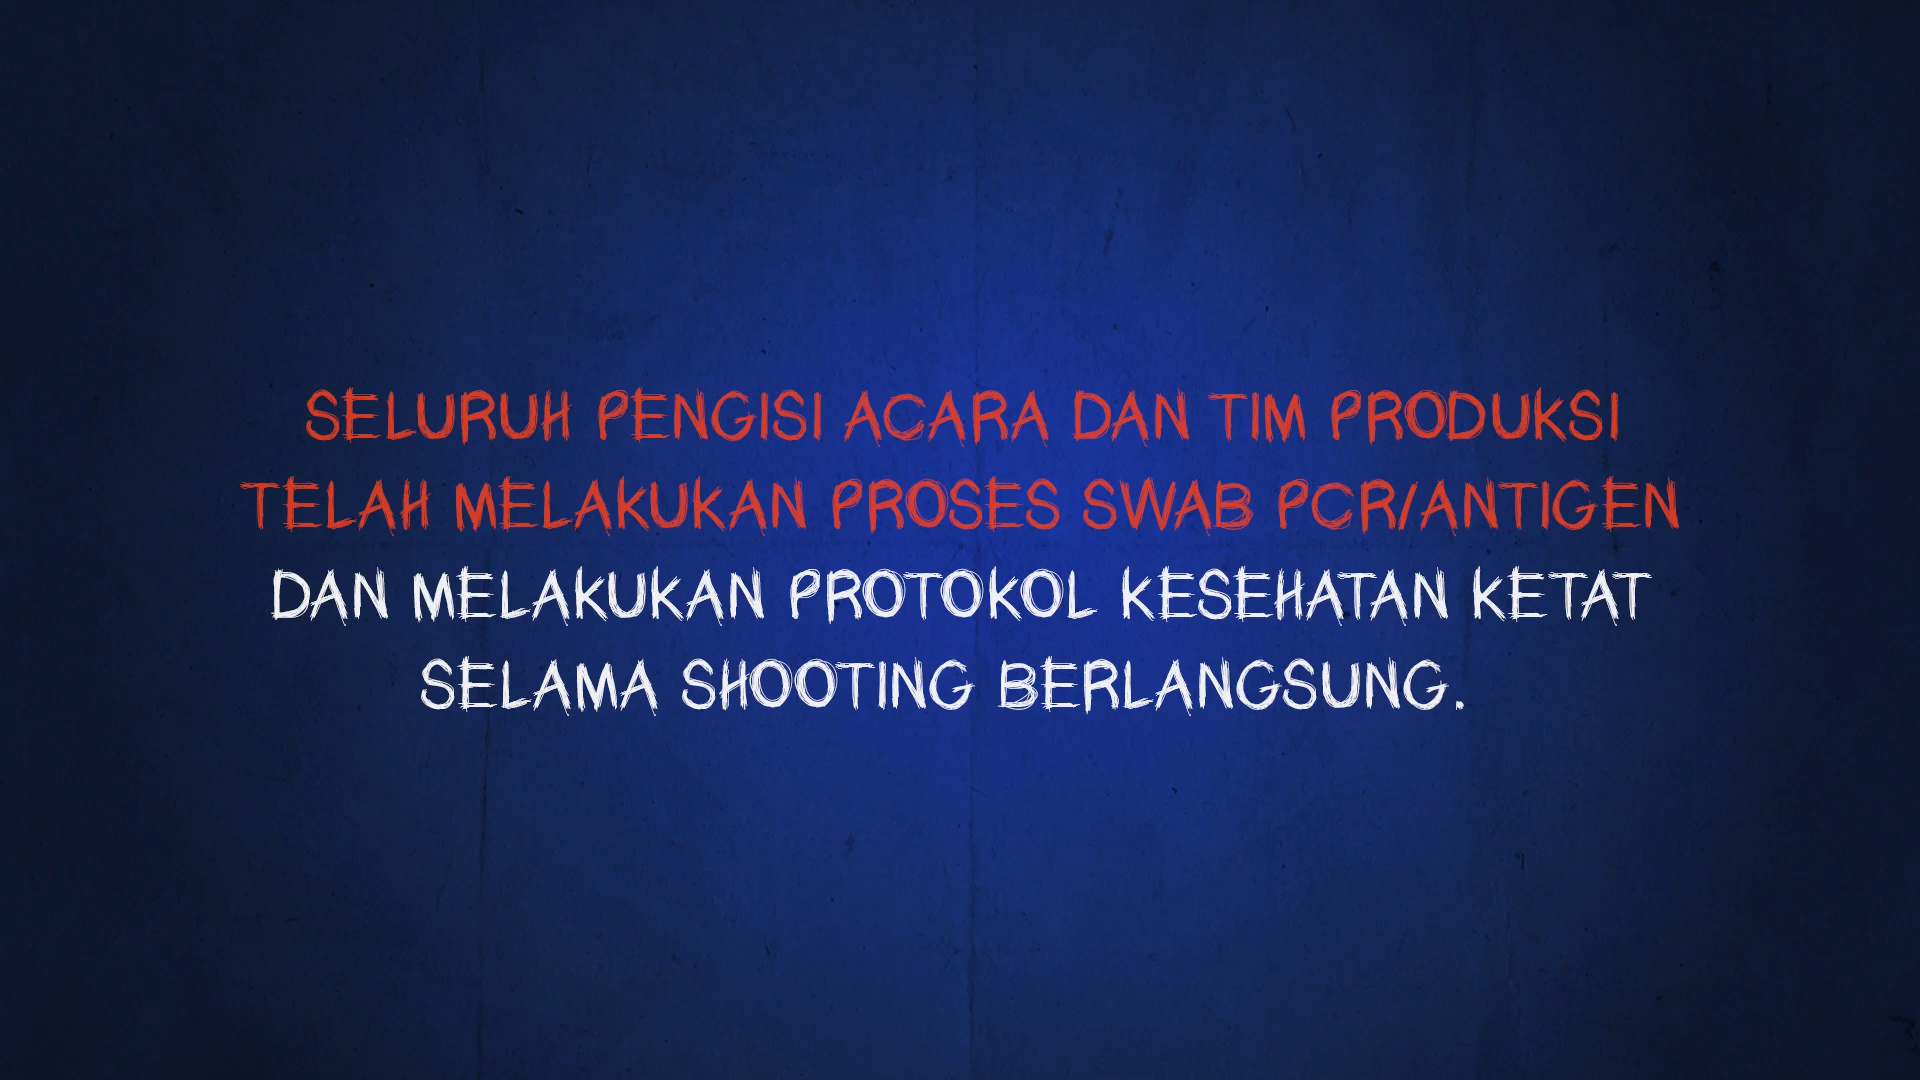 SELURUH PENGISI ACARA DAN TIM PRODUKSI
TELAH MELAKUKAN PROSES SWAB PCR/ANTIGEN
DAN MELAKUKAN PROTOKOL KESEHATAN KETAT
SELAMA SHOOTING BERLANGSUNG.